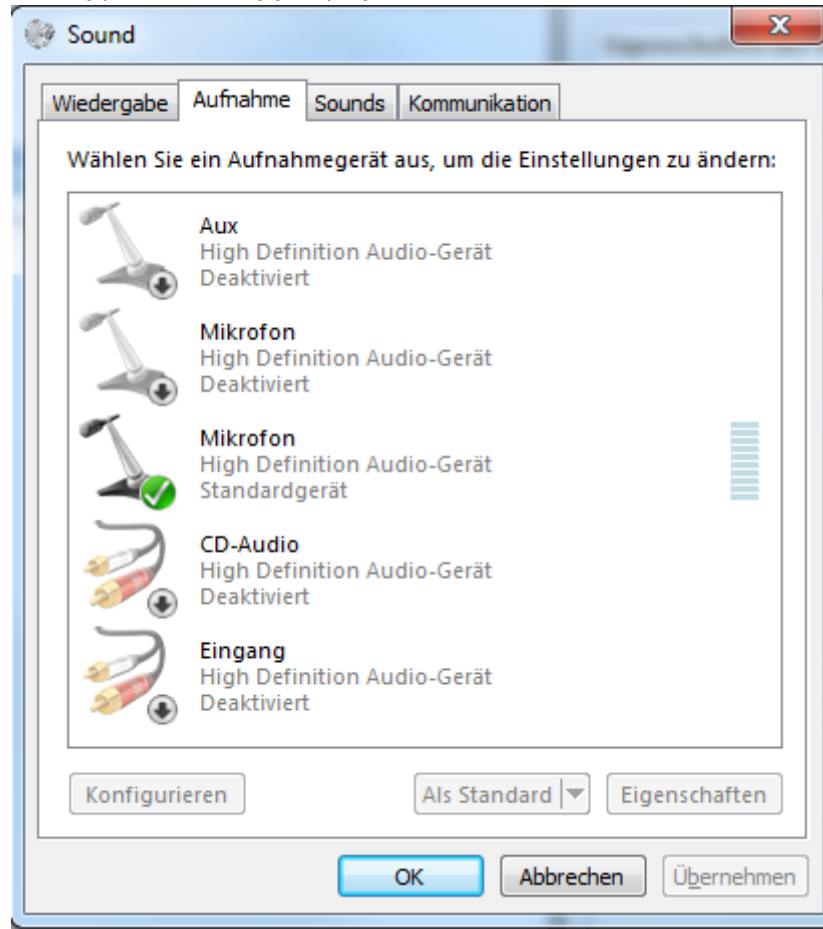 Sound
Wiedergabe Aufnahme Sounds Kommunikation
Wählen Sie ein Aufnahmegerät aus, um die Einstellungen zu ändern:
Aux
High Definition Audio-Gerät
Deaktiviert
Mikrofon
High Definition Audio-Gerät
Deaktiviert
Mikrofon
High Definition Audio-Gerät
Standardgerät
CD-Audio
High Definition Audio-Gerät
Deaktiviert
Eingang
High Definition Audio-Gerät
Deaktiviert
Konfigurieren Als Standard Eigenschaften
OK Abbrechen Übernehmen